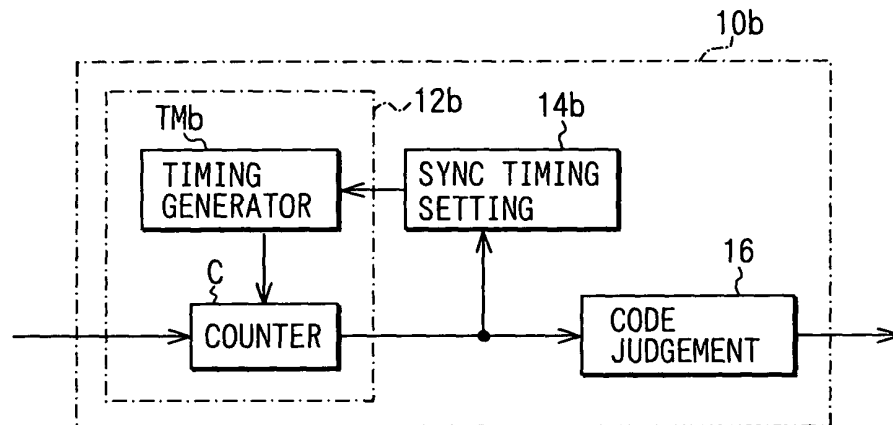 10b
12b
TMb
14b
TIMING
GENERATOR
SYNC TIMING
SETTING
C
COUNTER
16
CODE
JUDGEMENT